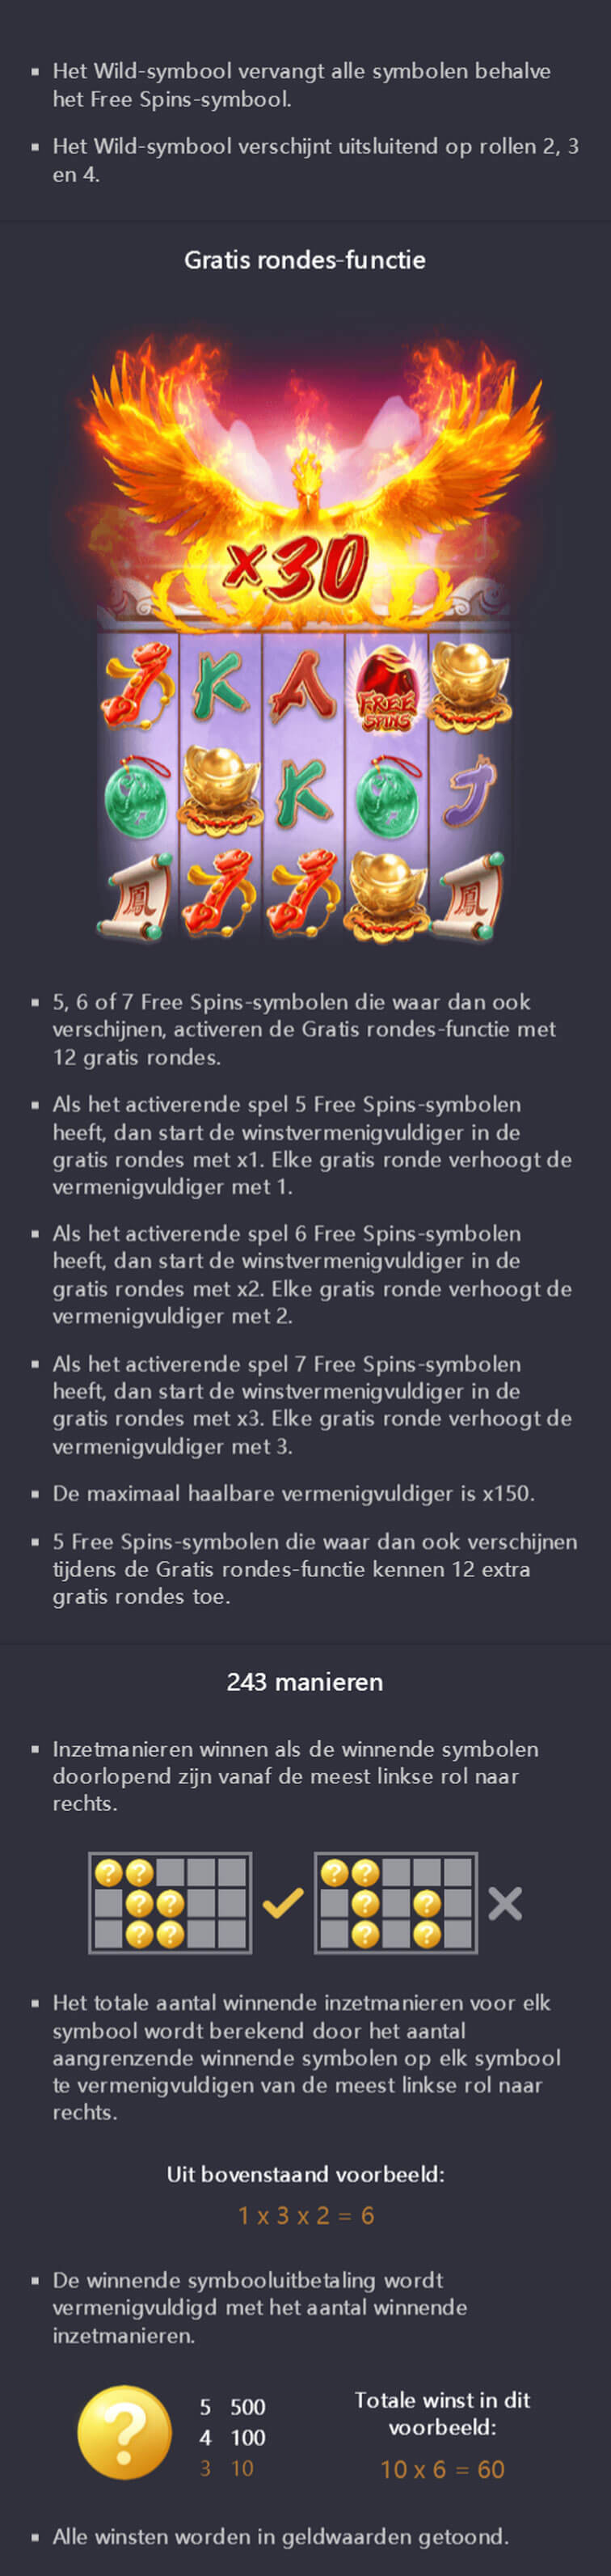 ▪ Het Wild-symbool vervangt alle symbolen behalve
het Free Spins-symbool.
▪ Het Wild-symbool verschijnt uitsluitend op rollen 2, 3
en 4.
Gratis rondes-functie
x30
K A FREE SPINS
K J
鳳 鳳
▪ 5, 6 of 7 Free Spins-symbolen die waar dan ook
verschijnen, activeren de Gratis rondes-functie met
12 gratis rondes.
▪ Als het activerende spel 5 Free Spins-symbolen
heeft, dan start de winstvermenigvuldiger in de
gratis rondes met x1. Elke gratis ronde verhoogt de
vermenigvuldiger met 1.
▪ Als het activerende spel 6 Free Spins-symbolen
heeft, dan start de winstvermenigvuldiger in de
gratis rondes met x2. Elke gratis ronde verhoogt de
vermenigvuldiger met 2.
▪ Als het activerende spel 7 Free Spins-symbolen
heeft, dan start de winstvermenigvuldiger in de
gratis rondes met x3. Elke gratis ronde verhoogt de
vermenigvuldiger met 3.
▪ De maximaal haalbare vermenigvuldiger is x150.
▪ 5 Free Spins-symbolen die waar dan ook verschijnen
tijdens de Gratis rondes-functie kennen 12 extra
gratis rondes toe.
243 manieren
▪ Inzetmanieren winnen als de winnende symbolen
doorlopend zijn vanaf de meest linkse rol naar
rechts.
? ? ? ?
? ? ? ?
? ? ? ?
▪ Het totale aantal winnende inzetmanieren voor elk
symbool wordt berekend door het aantal
aangrenzende winnende symbolen op elk symbool
te vermenigvuldigen van de meest linkse rol naar
rechts.
Uit bovenstaand voorbeeld:
1 x 3 x 2 = 6
▪ De winnende symbooluitbetaling wordt
vermenigvuldigd met het aantal winnende
inzetmanieren.
?
5 500
4 100
3 10
Totale winst in dit
voorbeeld:
10 x 6 = 60
▪ Alle winsten worden in geldwaarden getoond.